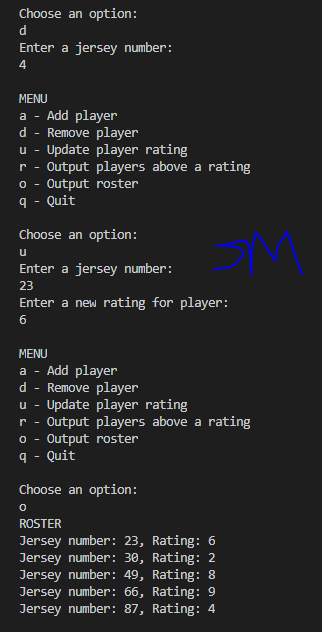 Choose an option:
d
Enter a jersey number:
4
MENU
a - Add player
d - Remove player
u - Update player rating
r - Output players above a rating
o - Output roster
q - Quit
Choose an option:
u
Enter a jersey number:
23
Enter a new rating for player:
6
MENU
a - Add player
d - Remove player
u - Update player rating
r - Output players above a rating
o - Output roster
q - Quit
Choose an option:
o
ROSTER
Jersey number: 23, Rating: 6
Jersey number: 30, Rating: 2
Jersey number: 49, Rating: 8
Jersey number: 66, Rating: 9
Jersey number: 87, Rating: 4